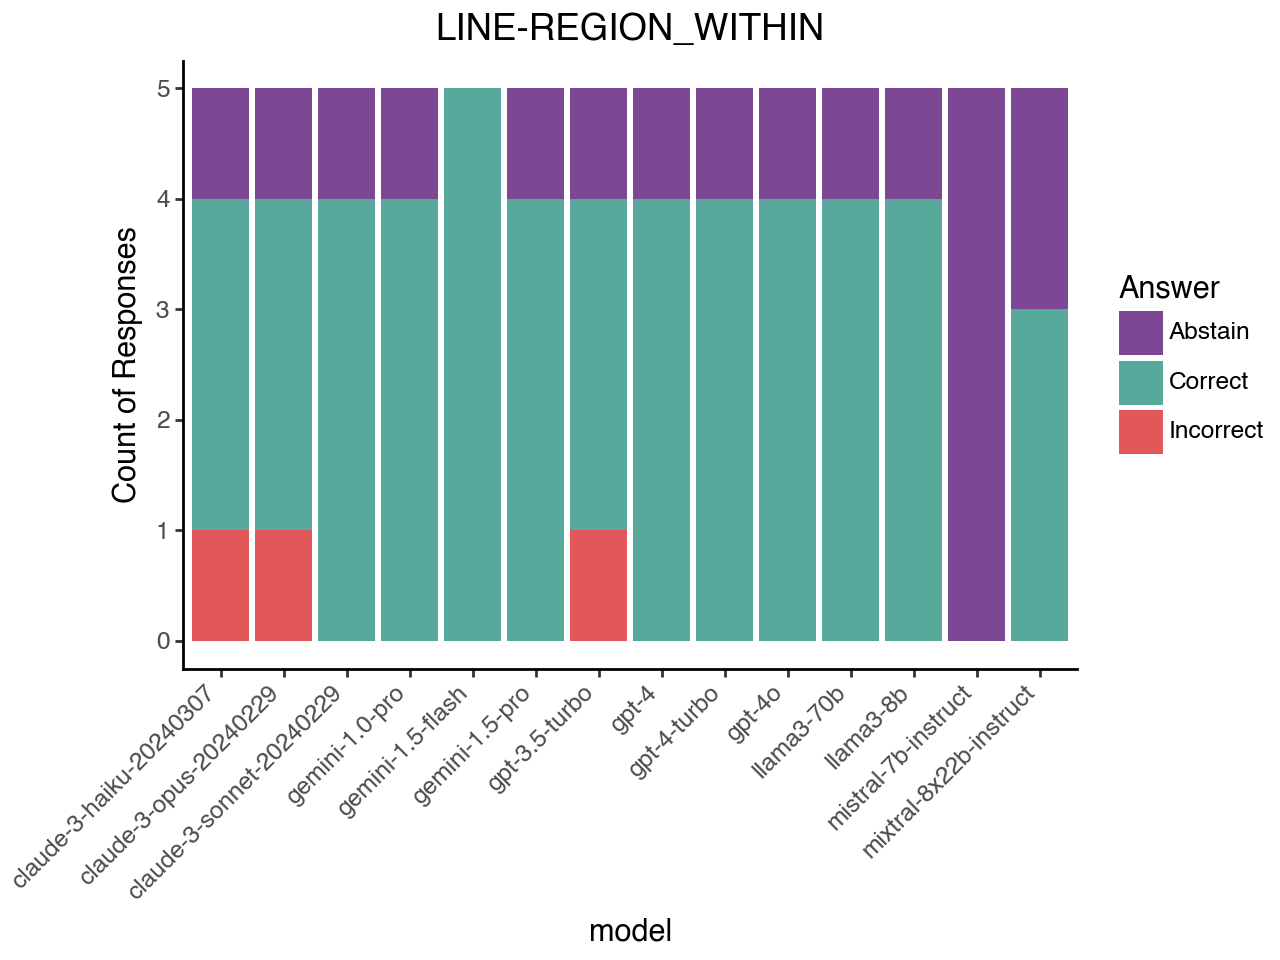 LINE-REGION_WITHIN
Count of Responses
5
4
3
2
1
0
claude-3-haiku-20240307
claude-3-opus-20240229
claude-3-sonnet-20240229
gemini-1.0-pro
gemini-1.5-flash
gemini-1.5-pro
gpt-3.5-turbo
gpt-4
gpt-4-turbo
gpt-4o
llama3-70b
llama3-8b
mistral-7b-instruct
mixtral-8x22b-instruct
model
Answer
Abstain
Correct
Incorrect